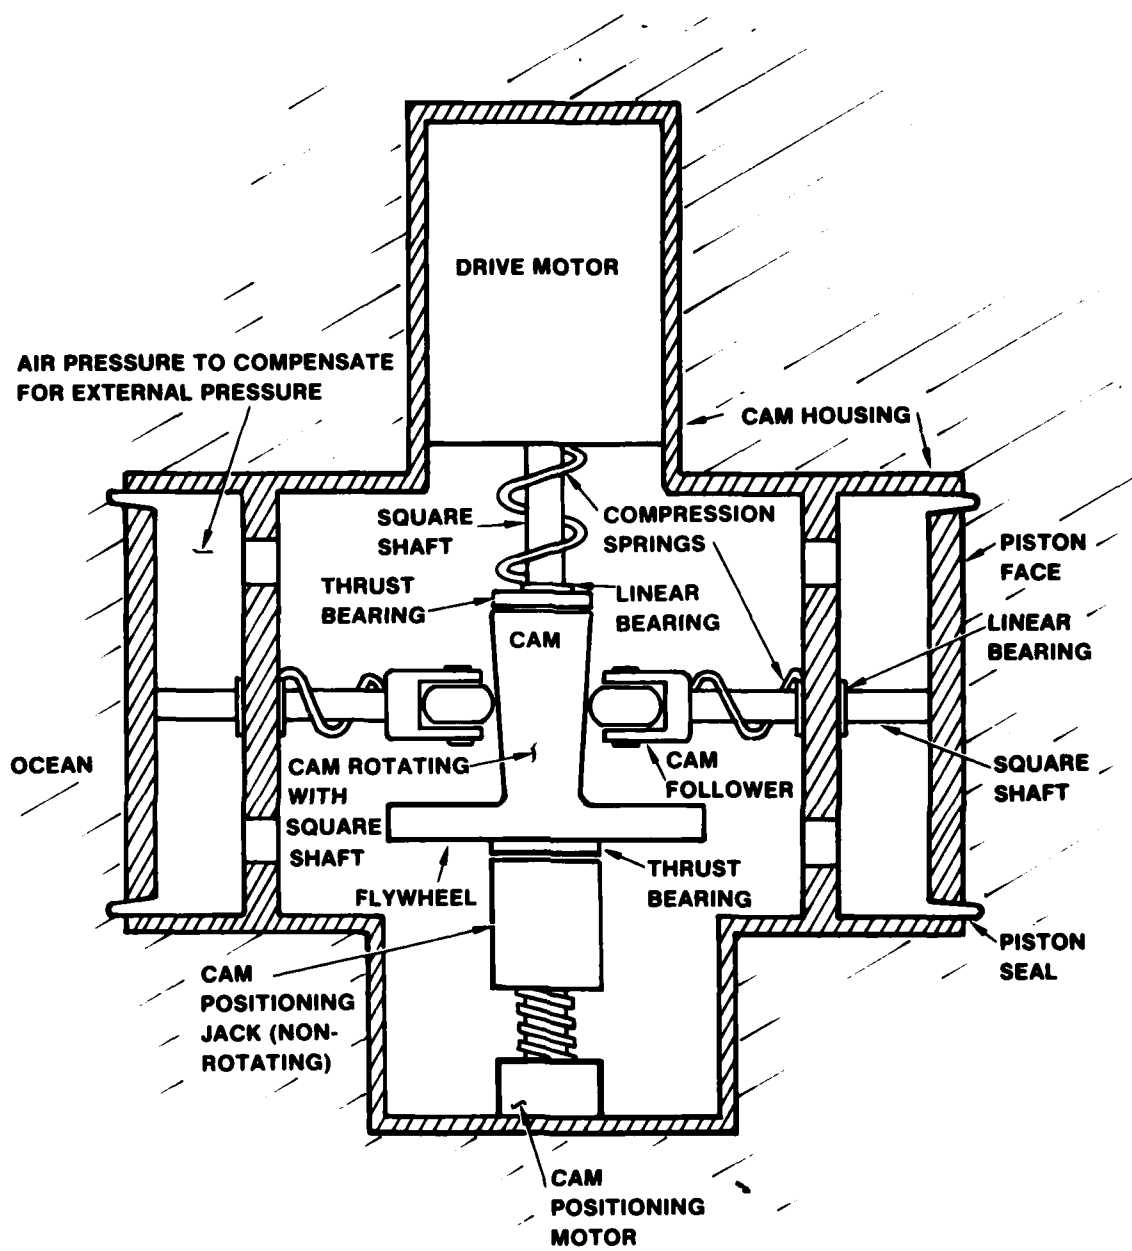 DRIVE MOTOR
AIR PRESSURE TO COMPENSATE
FOR EXTERNAL PRESSURE
CAM HOUSING
SQUARE
SHAFT
COMPRESSION
SPRINGS
PISTON
FACE
THRUST
BEARING
LINEAR
BEARING
CAM
LINEAR
BEARING
OCEAN
CAM ROTATING
WITH
SQUARE
SHAFT
CAM
FOLLOWER
SQUARE
SHAFT
FLYWHEEL
THRUST
BEARING
PISTON
SEAL
CAM
POSITIONING
JACK (NON-
ROTATING)
CAM
POSITIONING
MOTOR